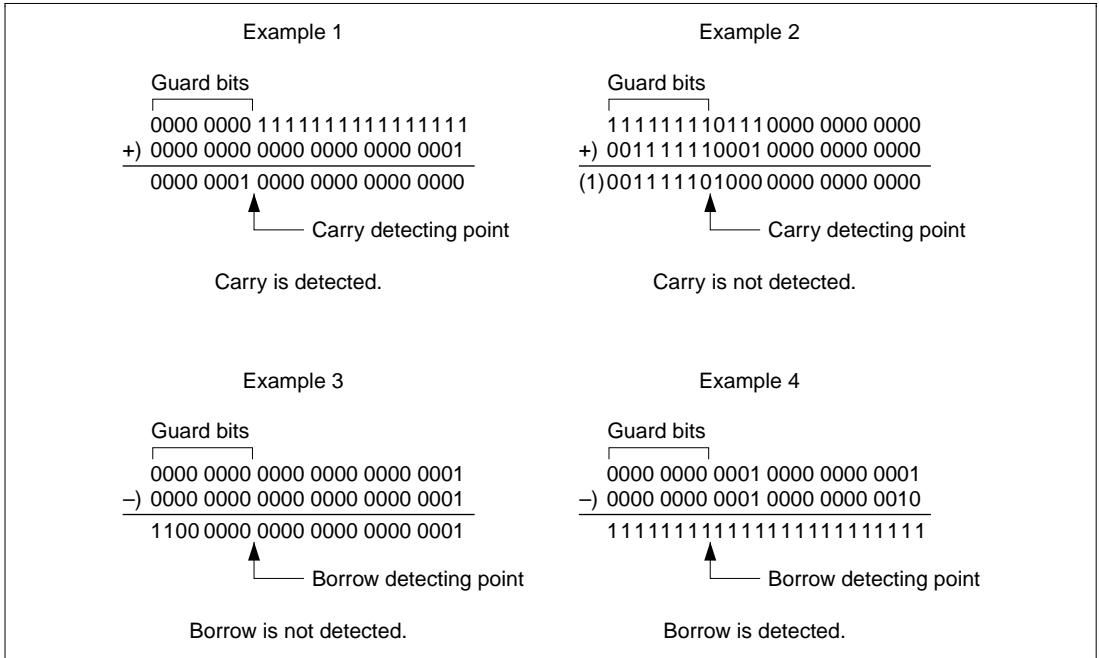 Example 1
Guard bits
0000 0000 1111111111111111
+) 0000 0000 0000 0000 0000 0001
0000 0001 0000 0000 0000 0000
Carry detecting point
Carry is detected.
Example 2
Guard bits
111111110111 0000 0000 0000
+) 001111110001 0000 0000 0000
(1)001111101000 0000 0000 0000
Carry detecting point
Carry is not detected.
Example 3
Guard bits
0000 0000 0000 0000 0000 0001
–) 0000 0000 0000 0000 0000 0001
1100 0000 0000 0000 0000 0001
Borrow detecting point
Borrow is not detected.
Example 4
Guard bits
0000 0000 0001 0000 0000 0001
–) 0000 0000 0001 0000 0000 0010
111111111111111111111111
Borrow detecting point
Borrow is detected.